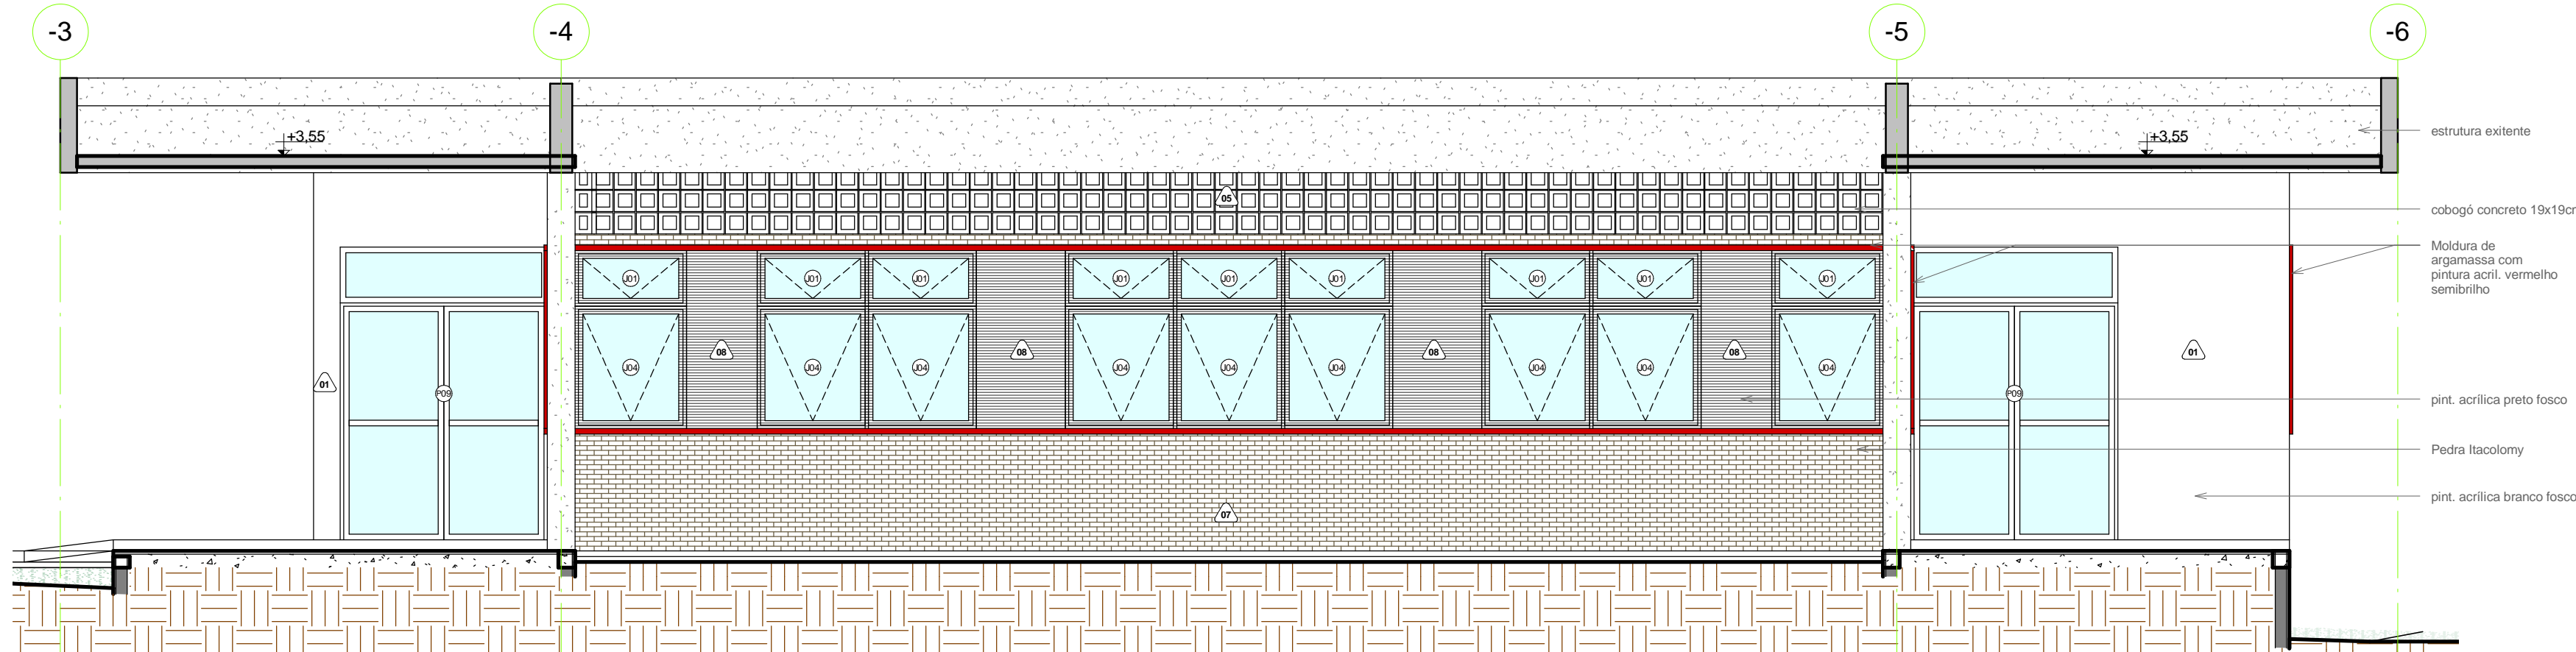 -3
-4
-5
-6
+3,55
+3,55
estrutura exitente
05
cobogó concreto 19x19cm
Moldura de
argamassa com
pintura acril. vermelho
semibrilho
J01
J01
J01
J01
J01
J01
J01
J01
J01
08
08
08
08
01
J04
J04
J04
J04
J04
J04
J04
J04
J04
01
P09
P09
pint. acrílica preto fosco
Pedra Itacolomy
07
pint. acrílica branco fosco